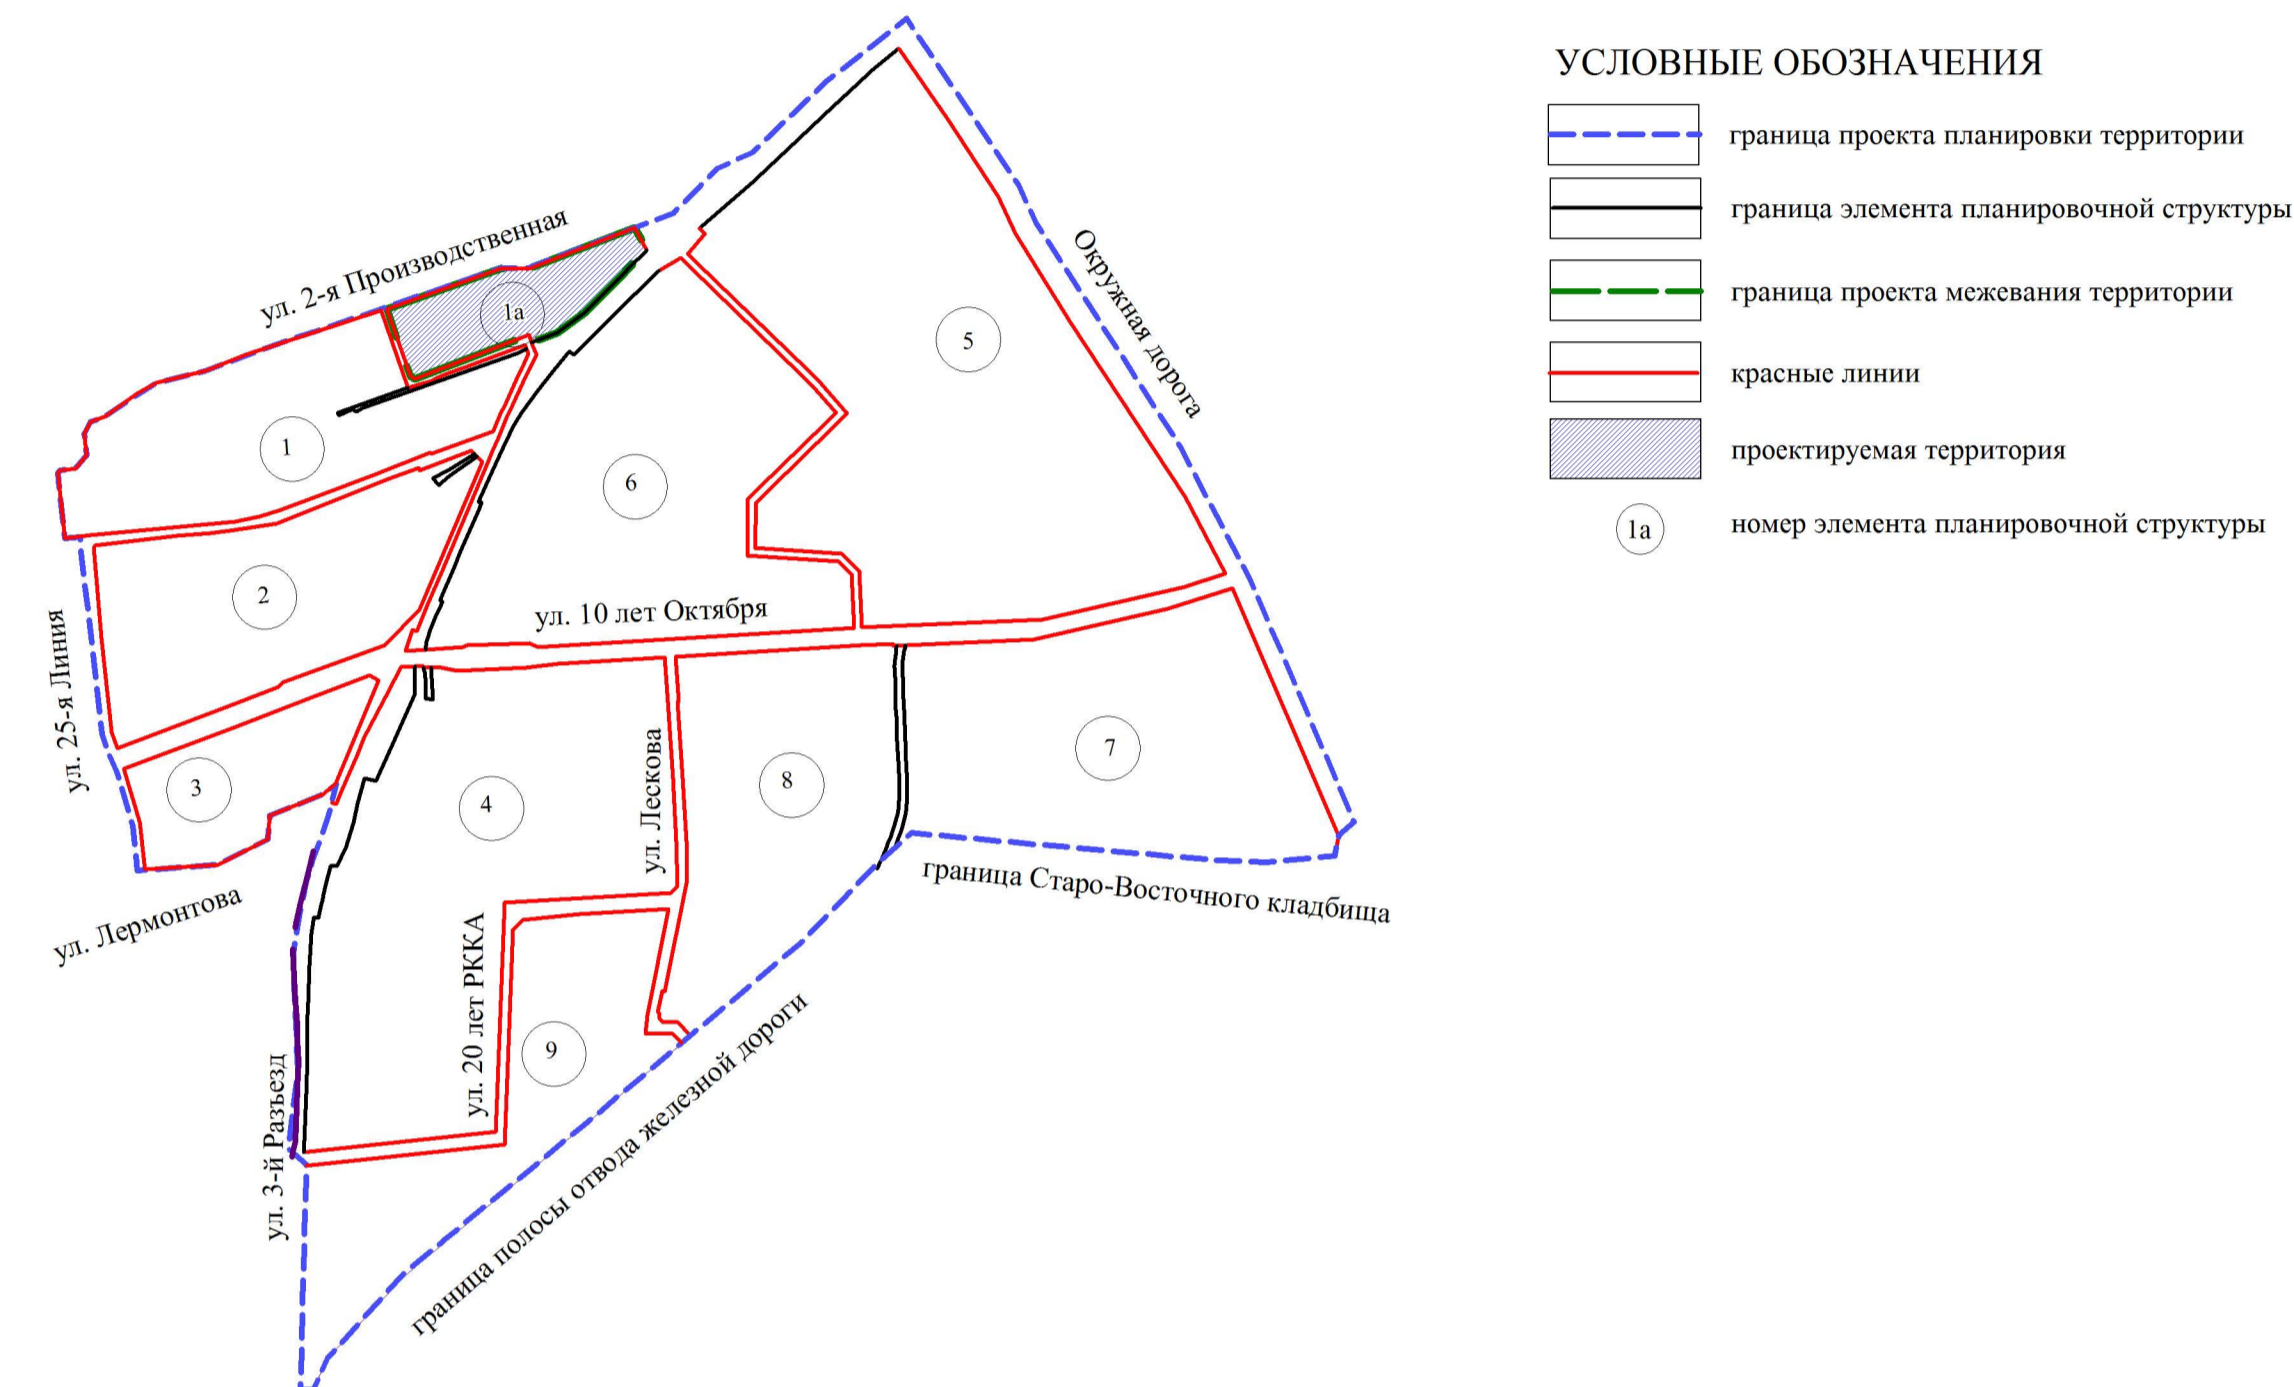 УСЛОВНЫЕ ОБОЗНАЧЕНИЯ
граница проекта планировки территории
граница элемента планировочной структуры
граница проекта межевания территории
красные линии
проектируемая территория
1а
номер элемента планировочной структуры
ул. 2-я Производственная
Окружная дорога
1а
5
1
6
2
ул. 10 лет Октября
ул. 25-я Линия
3
4
ул. Лескова
8
7
граница Старо-Восточного кладбища
ул. Лермонтова
ул. 20 лет РККА
9
ул. 3-й Разъезд
граница полосы отвода железной дороги